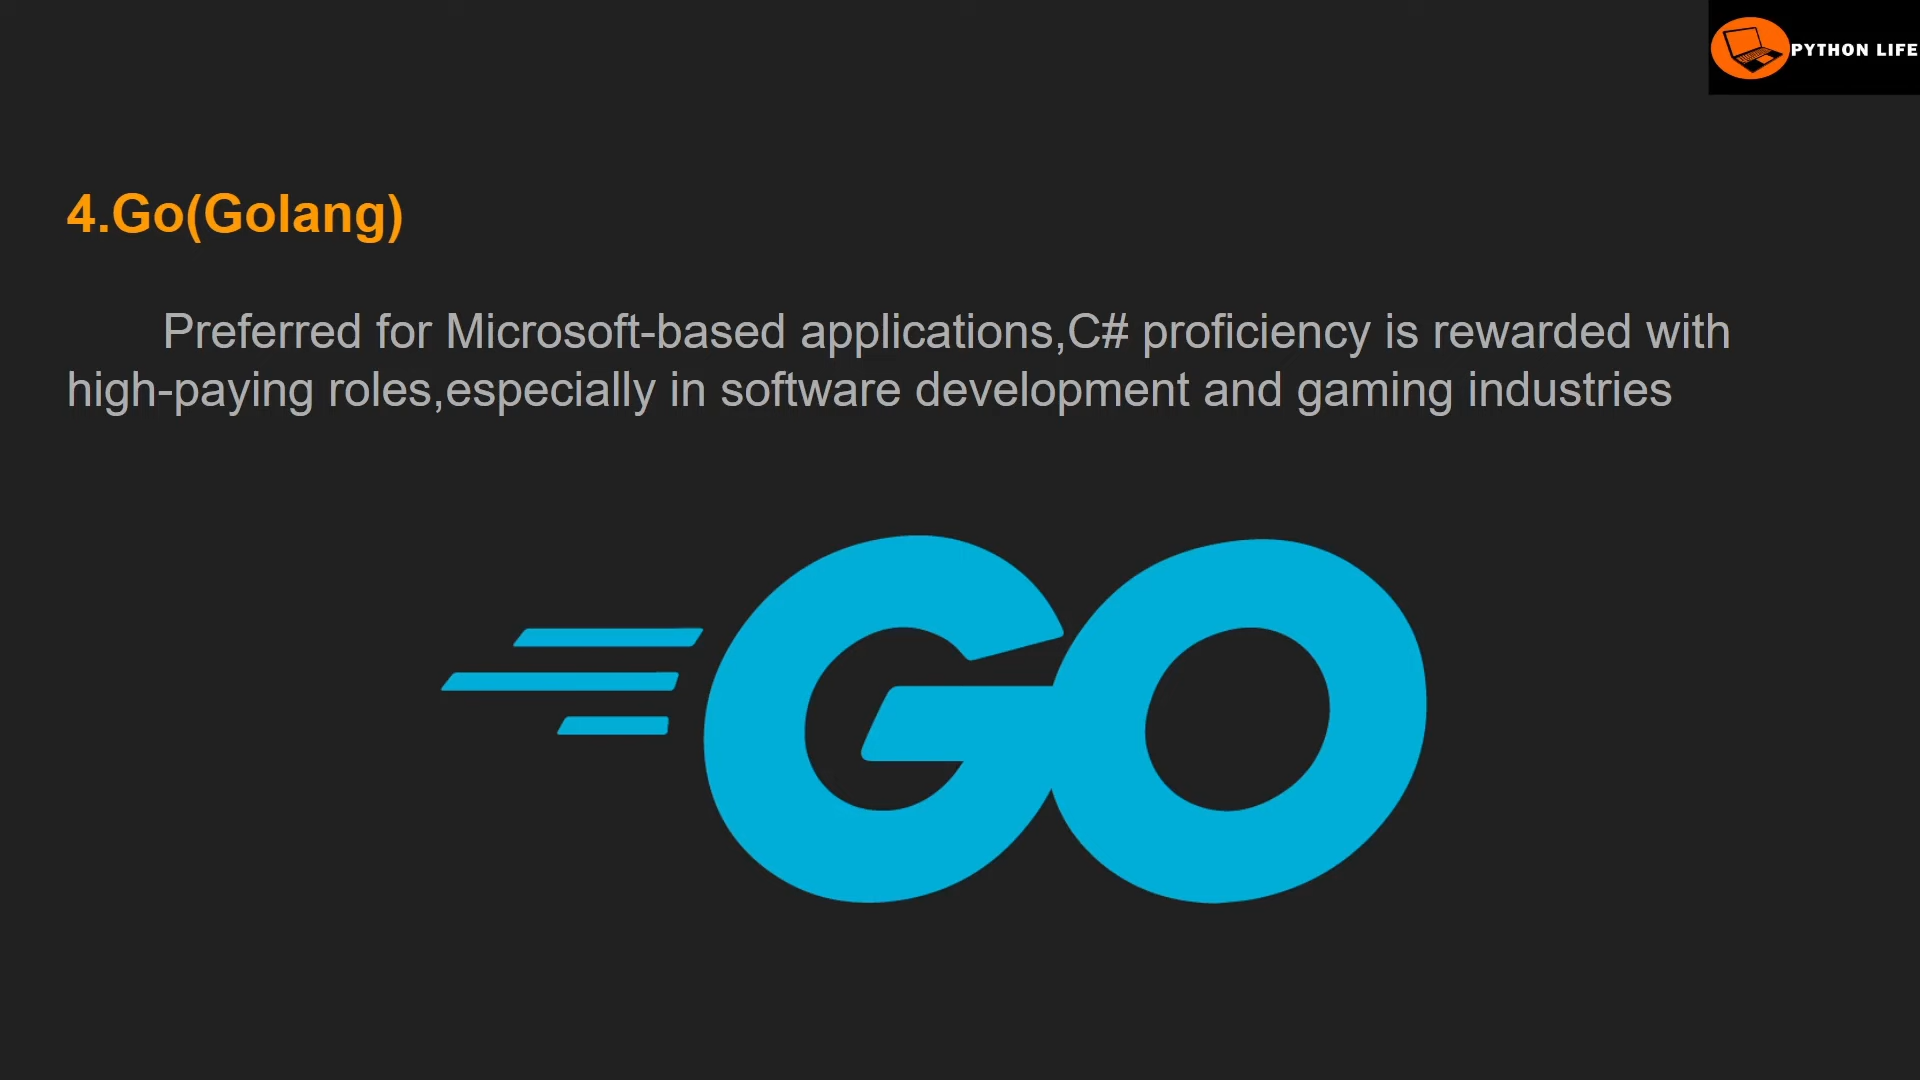 PYTHON LIFE
4.Go(Golang)
Preferred for Microsoft-based applications,C# proficiency is rewarded with
high-paying roles,especially in software development and gaming industries
GO